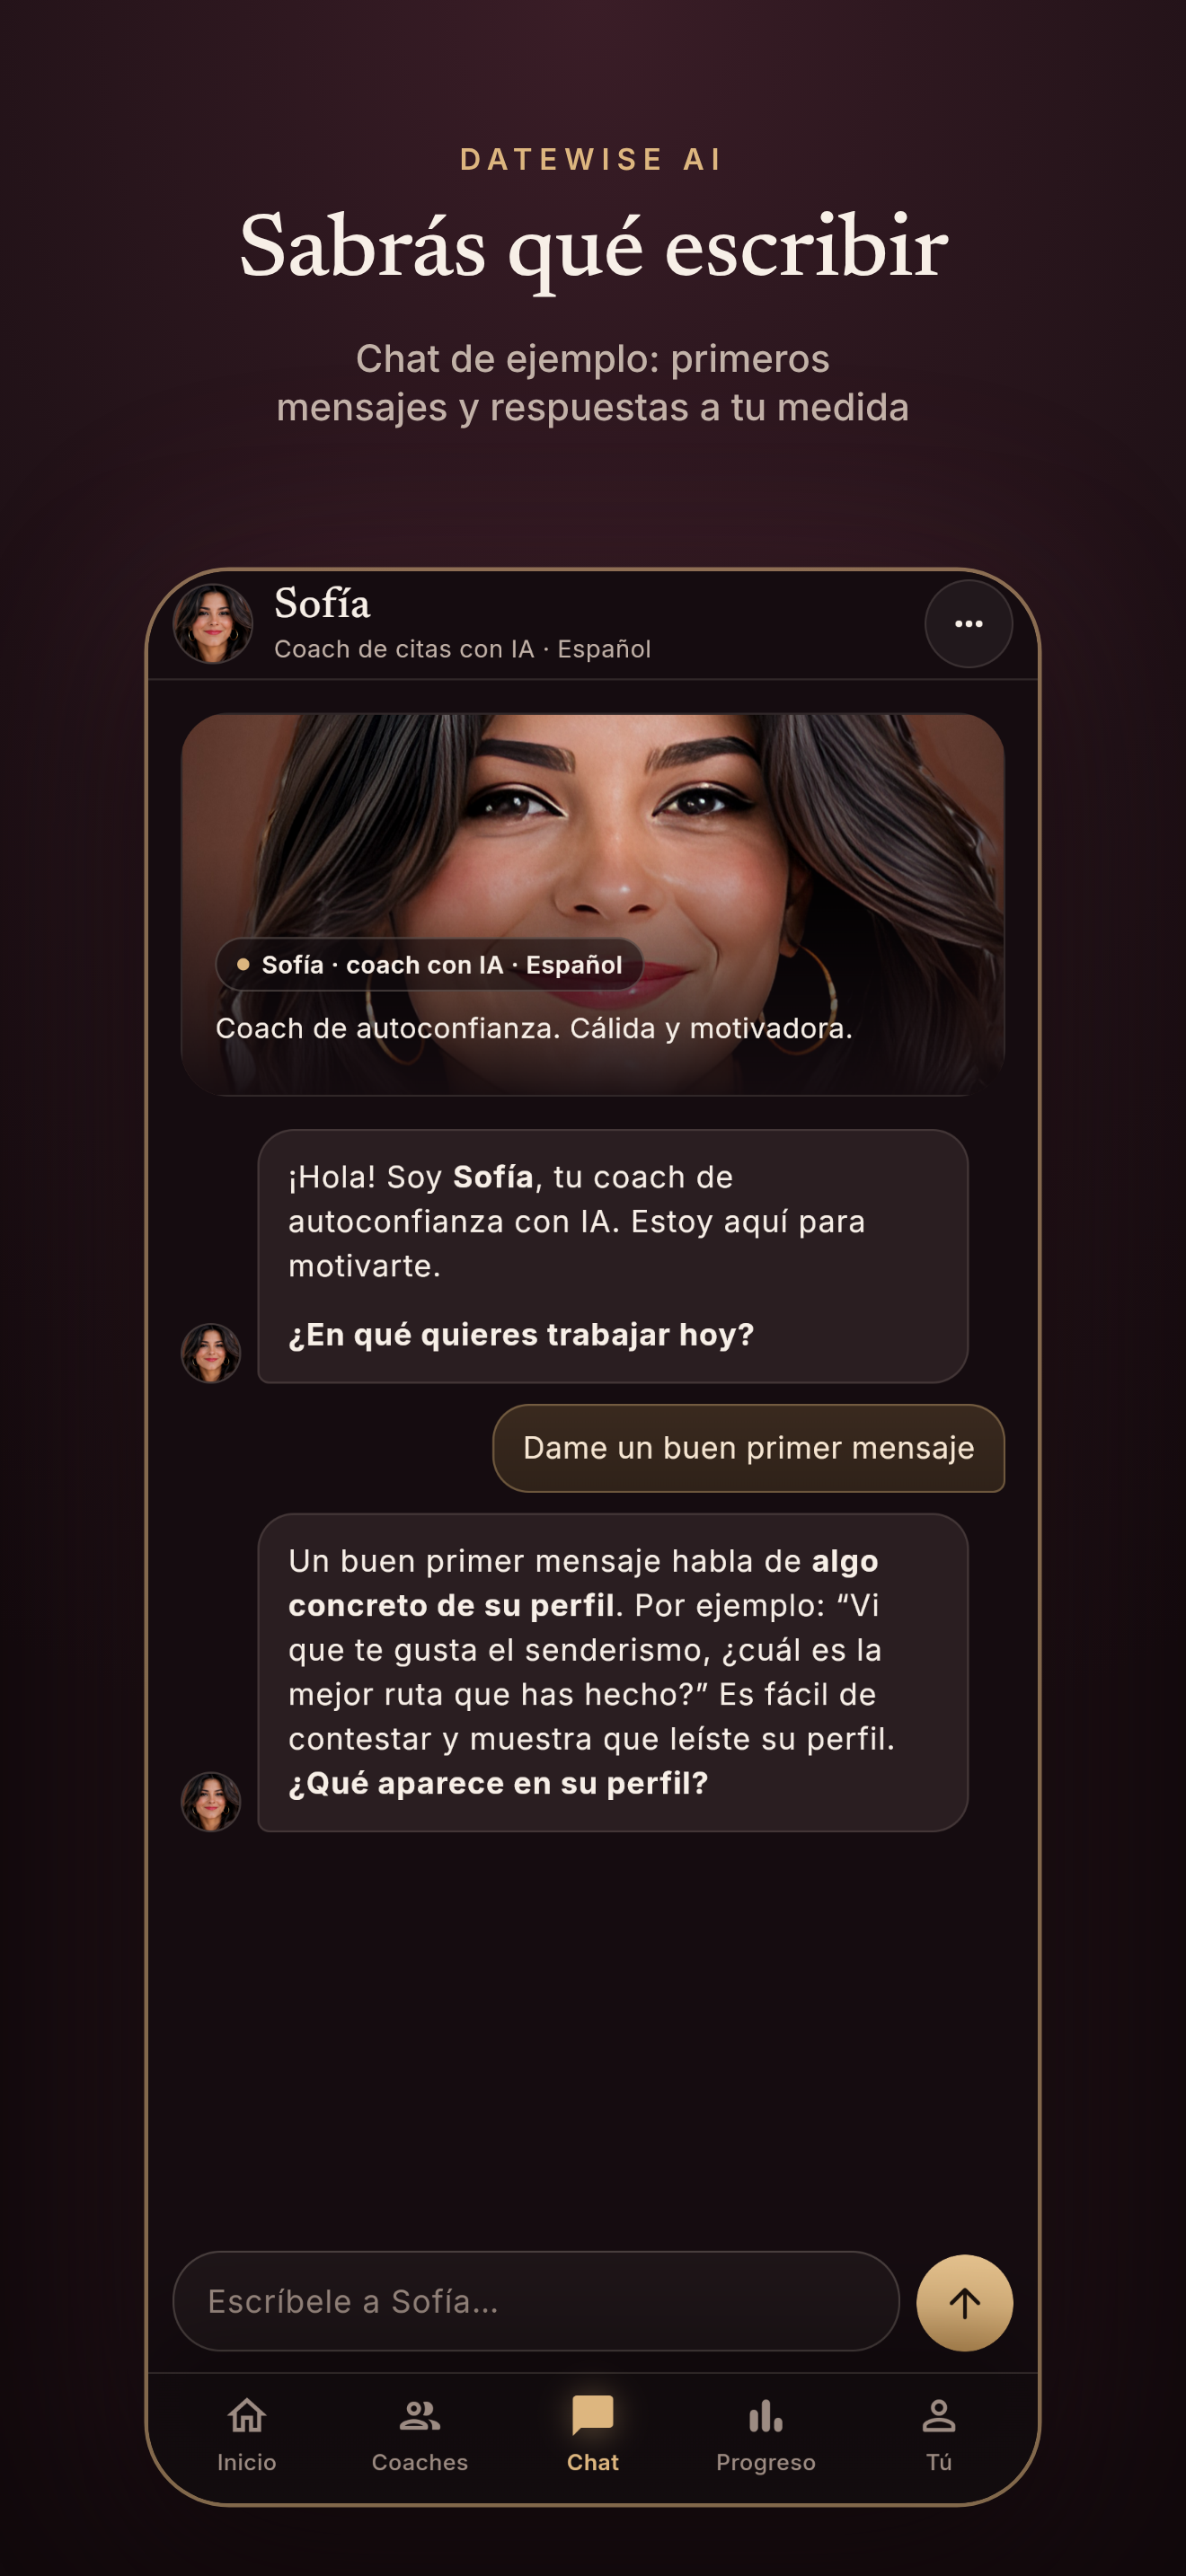 DATEWISE AI
Sabrás qué escribir
Chat de ejemplo: primeros
mensajes y respuestas a tu medida
Sofía
Coach de citas con IA · Español
Sofía · coach con IA · Español
Coach de autoconfianza. Cálida y motivadora.
¡Hola! Soy Sofía, tu coach de
autoconfianza con IA. Estoy aquí para
motivarte.
¿En qué quieres trabajar hoy?
Dame un buen primer mensaje
Un buen primer mensaje habla de algo
concreto de su perfil. Por ejemplo: “Vi
que te gusta el senderismo, ¿cuál es la
mejor ruta que has hecho?” Es fácil de
contestar y muestra que leíste su perfil.
¿Qué aparece en su perfil?
Escríbele a Sofía...
Inicio
Coaches
Chat
Progreso
Tú